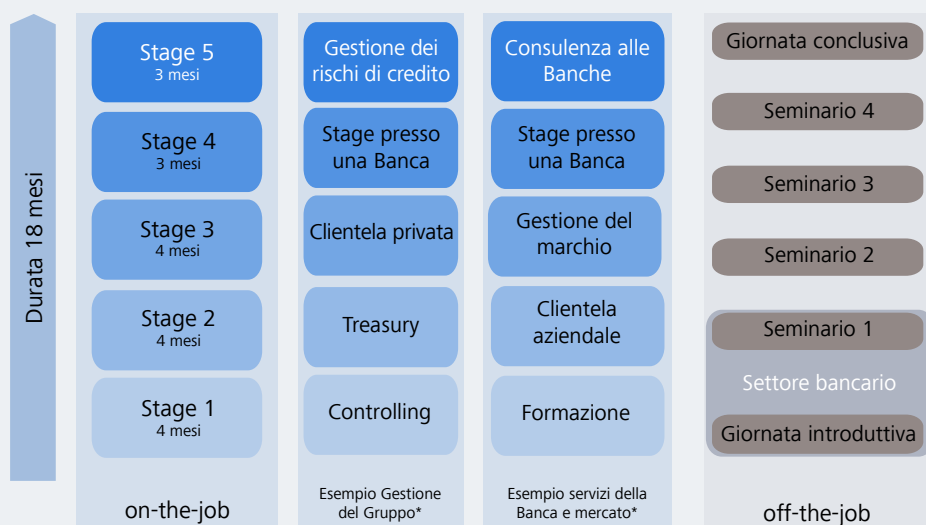 Durata 18 mesi
Stage 5
3 mesi
Stage 4
3 mesi
Stage 3
4 mesi
Stage 2
4 mesi
Stage 1
4 mesi
on-the-job
Gestione dei
rischi di credito
Stage presso
una Banca
Clientela privata
Treasury
Controlling
Esempio Gestione
del Gruppo*
Consulenza alle
Banche
Stage presso
una Banca
Gestione del
marchio
Clientela
aziendale
Formazione
Esempio servizi della
Banca e mercato*
Giornata conclusiva
Seminario 4
Seminario 3
Seminario 2
Seminario 1
Settore bancario
Giornata introduttiva
off-the-job